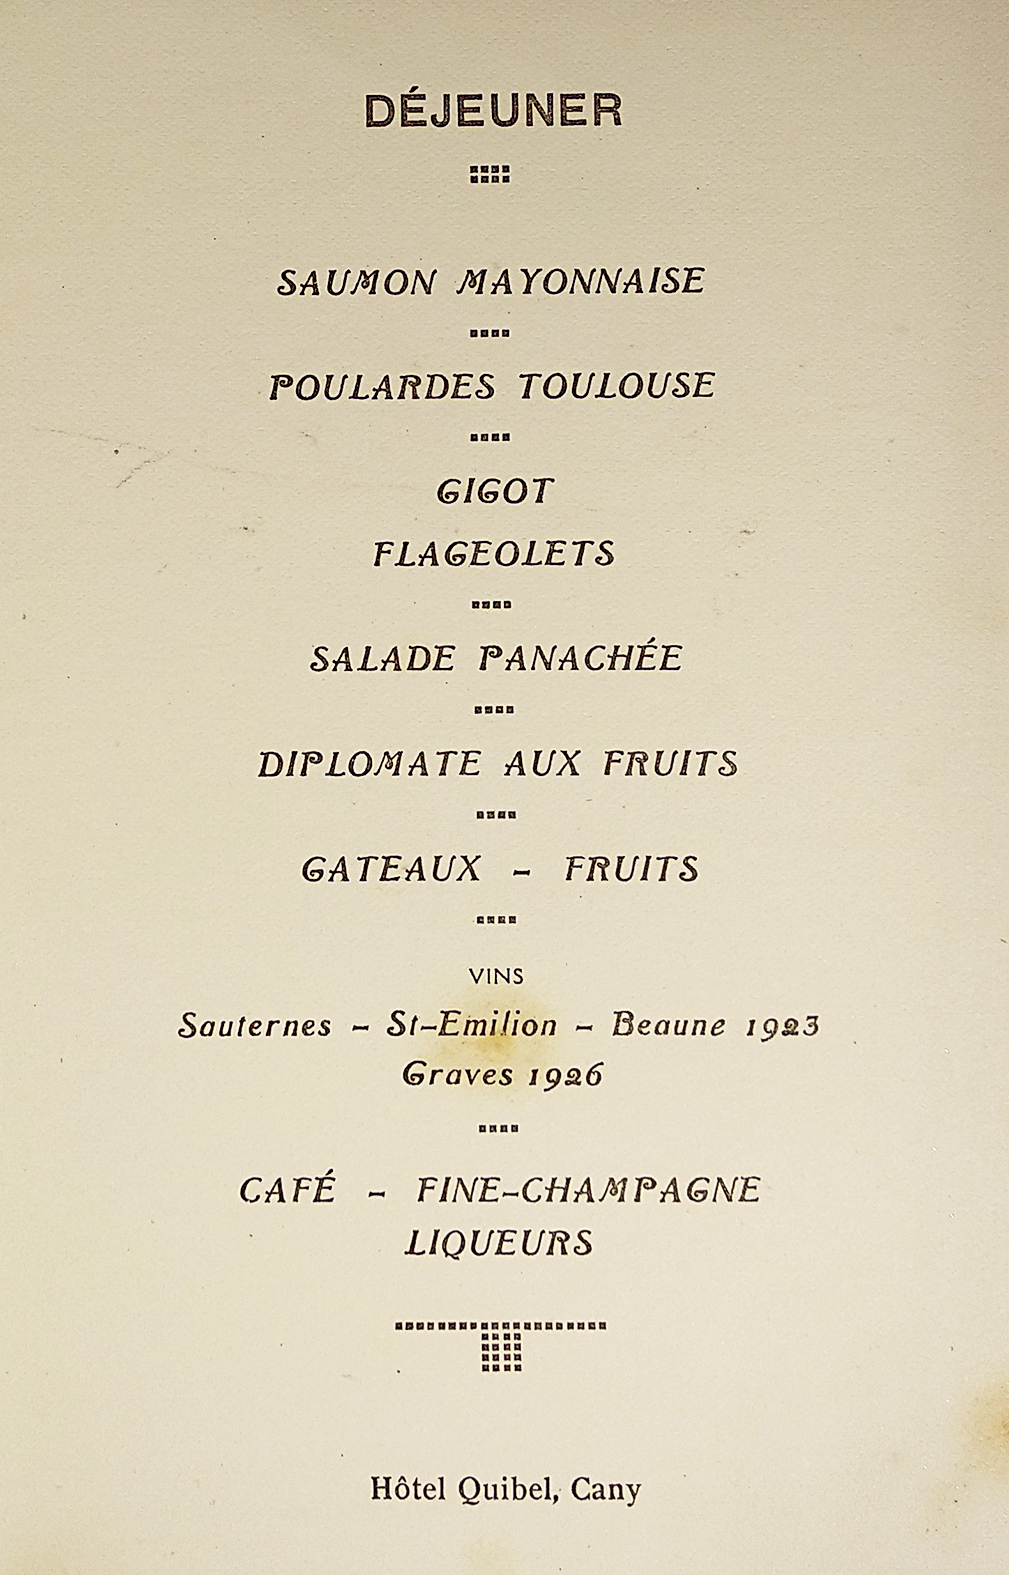 DÉJEUNER
SAUMON MAYONNAISE
POULARDES TOULOUSE
GIGOT
FLAGEOLETS
SALADE PANACHÉE
DIPLOMATE AUX FRUITS
GATEAUX - FRUITS
VINS
Sauternes - St-Emilion - Beaune 1923
Graves 1926
CAFÉ - FINE-CHAMPAGNE
LIQUEURS
Hôtel Quibel, Cany